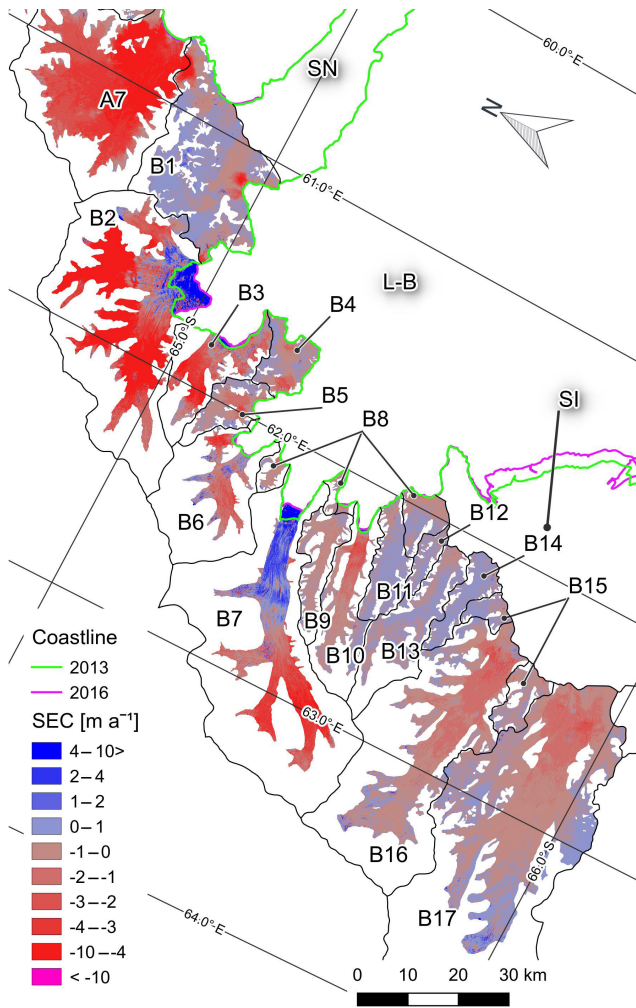 SN
60.0°-E
N
A7
B1
61.0°-E
B2
L-B
B3
B4
65.0°-S
B5
SI
62.0°-E
B8
B6
B12
B14
B11
B15
B7
B9
Coastline
B10
B13
2013
2016
SEC [m a⁻¹]
63.0°-E
4–10>
2–4
1–2
0–1
-1–0
B16
66.0°-S
-2–-1
-3–-2
B17
-4–-3
64.0°-E
-10–-4
< -10
0 10 20 30 km